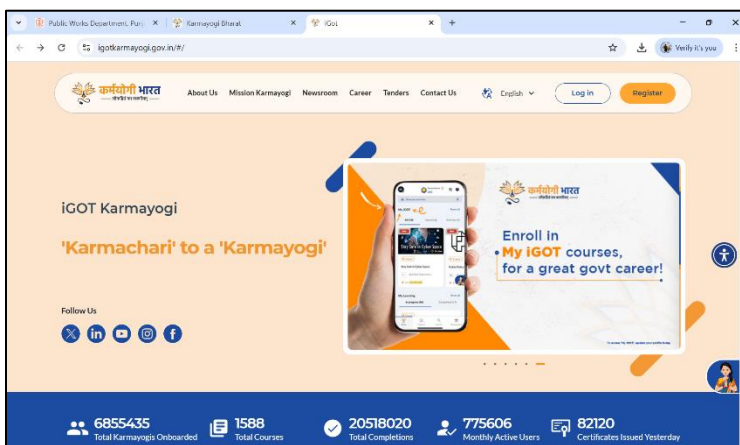 Public Works Department, Punj
Karmayogi Bharat
iGot
igotkarmayogi.gov.in/#/
Verify it's you
कर्मयोगी भारत
About Us Mission Karmayogi Newsroom Career Tenders Contact Us English Log in Register
iGOT Karmayogi
'Karmachari' to a 'Karmayogi'
Follow Us
कर्मयोगी भारत
Enroll in
My iGOT courses,
for a great govt career!
6855435
Total Karmayogis Onboarded
1588
Total Courses
20518020
Total Completions
775606
Monthly Active Users
82120
Certificates Issued Yesterday